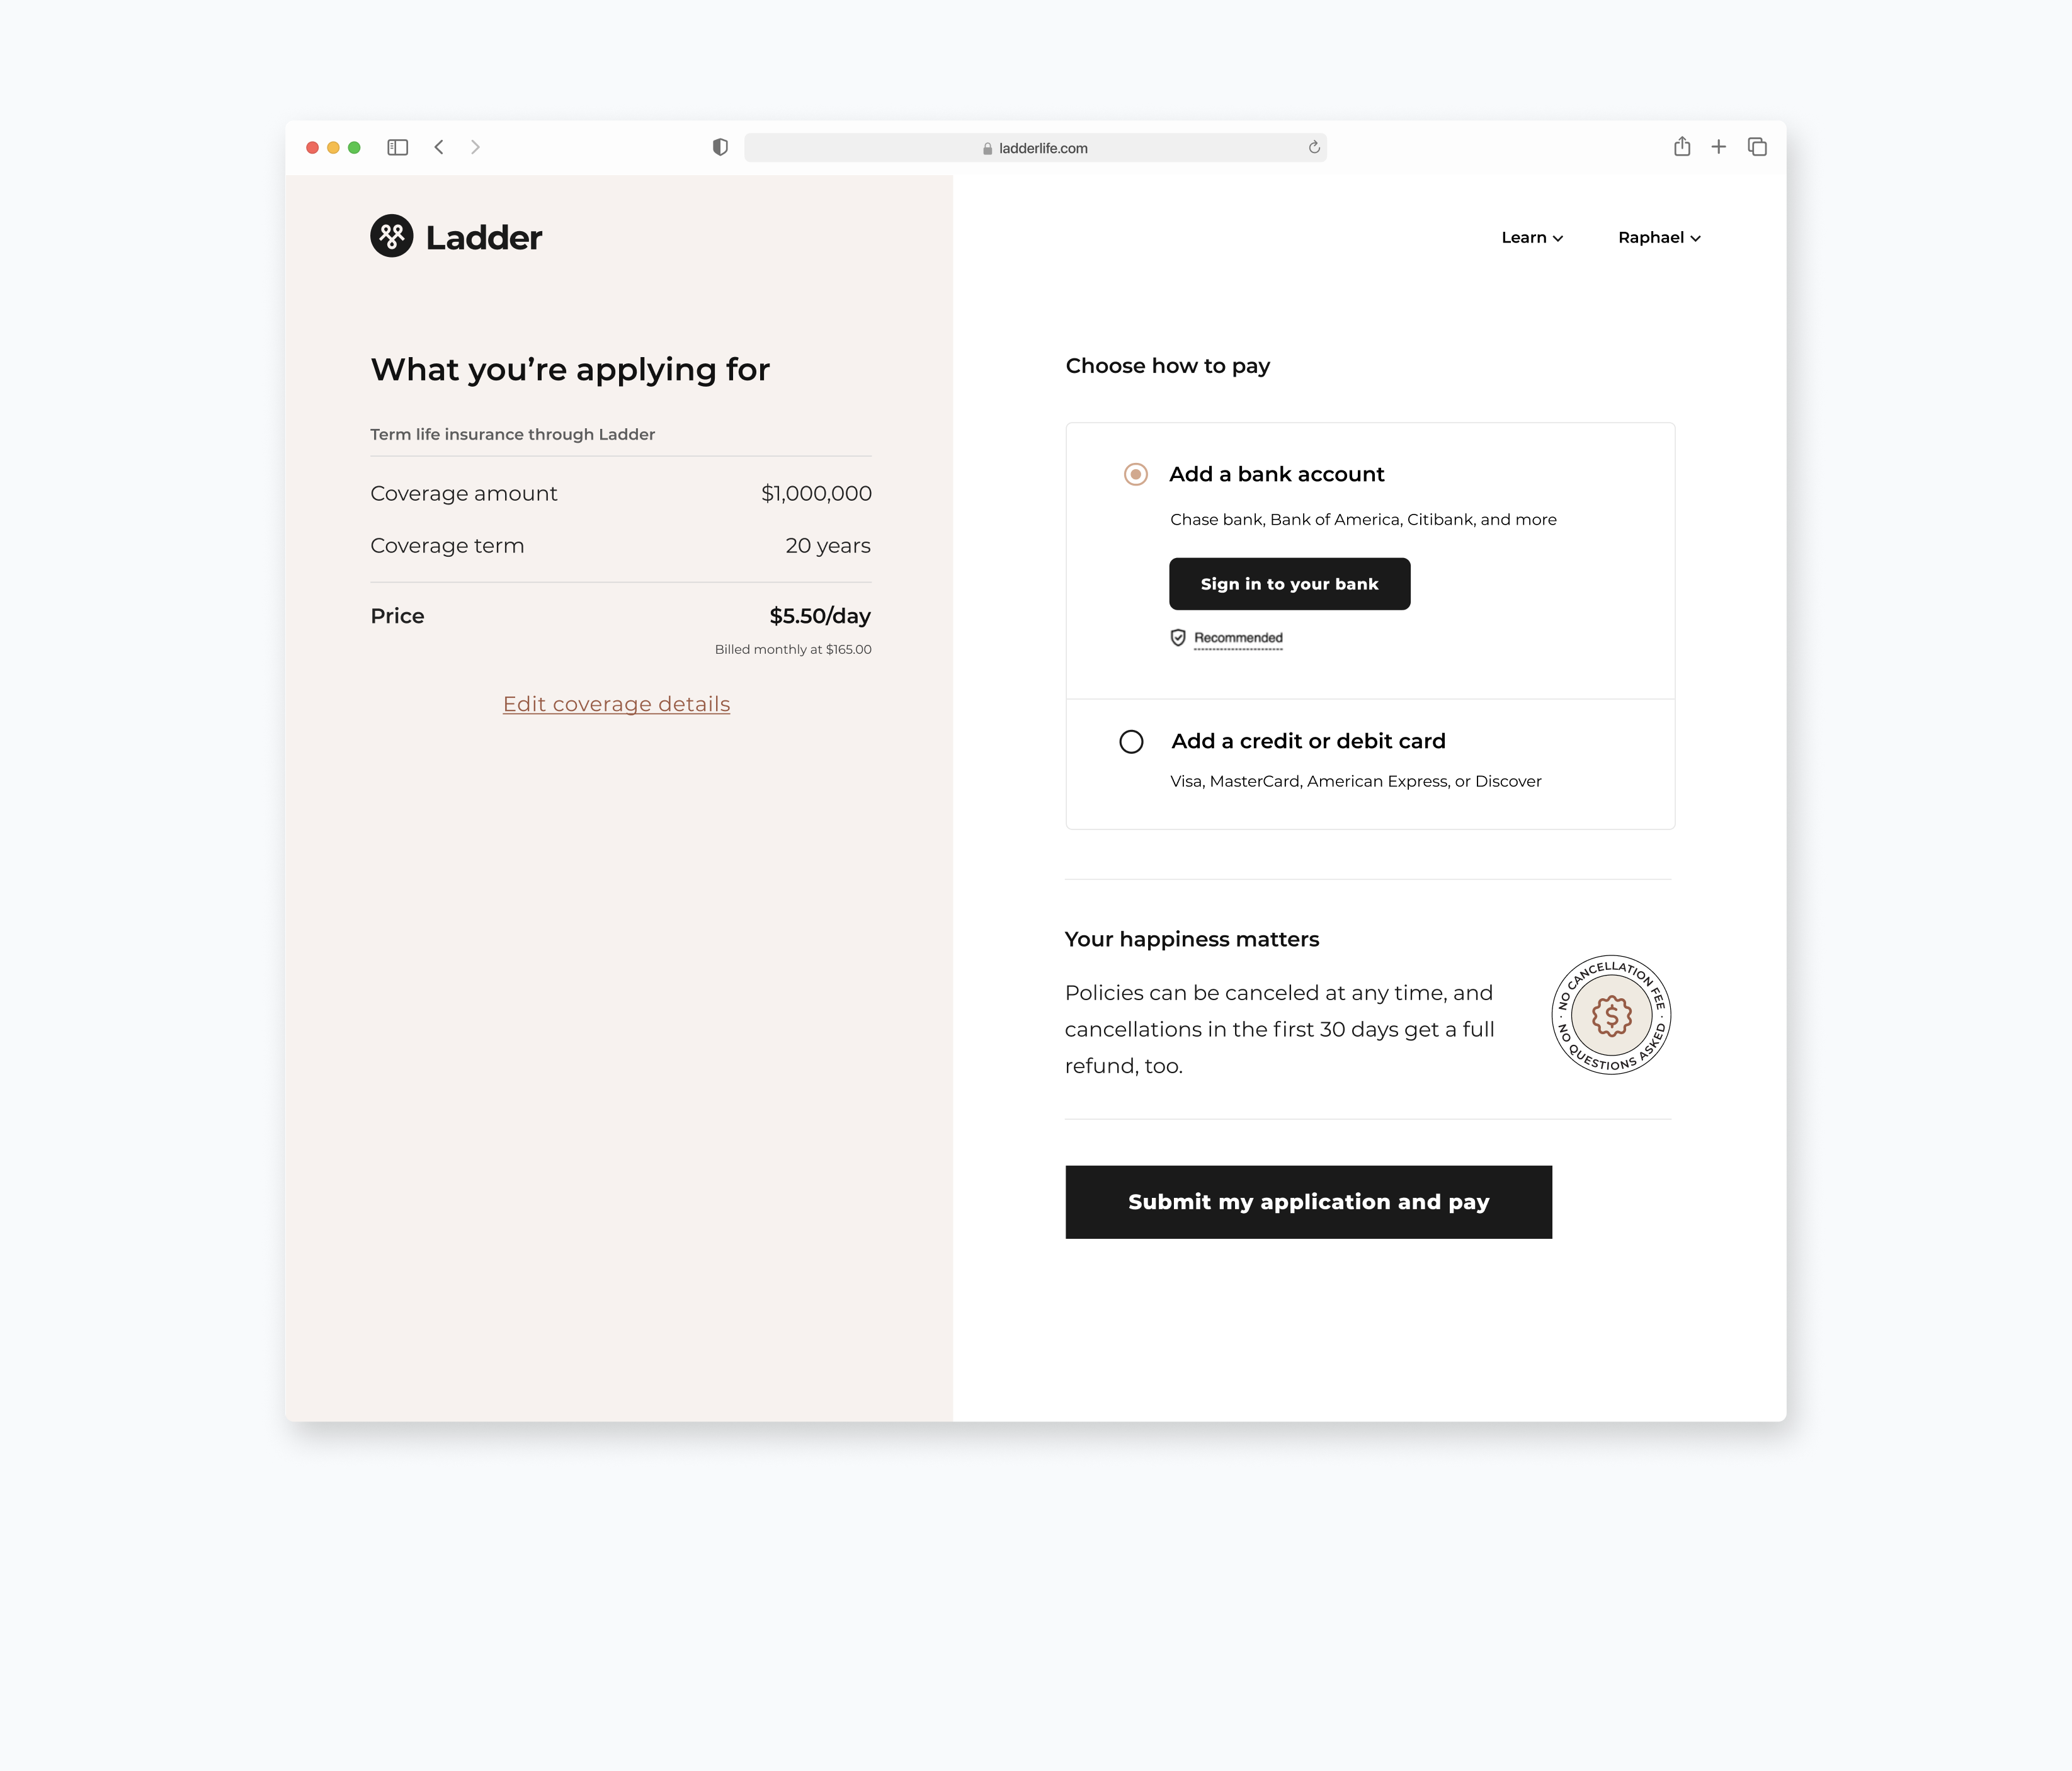 ladderlife.com
Ladder
Learn
Raphael
What you’re applying for
Term life insurance through Ladder
Coverage amount $1,000,000
Coverage term 20 years
Price $5.50/day
Billed monthly at $165.00
Edit coverage details
Choose how to pay
Add a bank account
Chase bank, Bank of America, Citibank, and more
Sign in to your bank
Recommended
Add a credit or debit card
Visa, MasterCard, American Express, or Discover
Your happiness matters
Policies can be canceled at any time, and
cancellations in the first 30 days get a full
refund, too.
· NO CANCELLATION FEE ·
NO QUESTIONS ASKED
$
Submit my application and pay